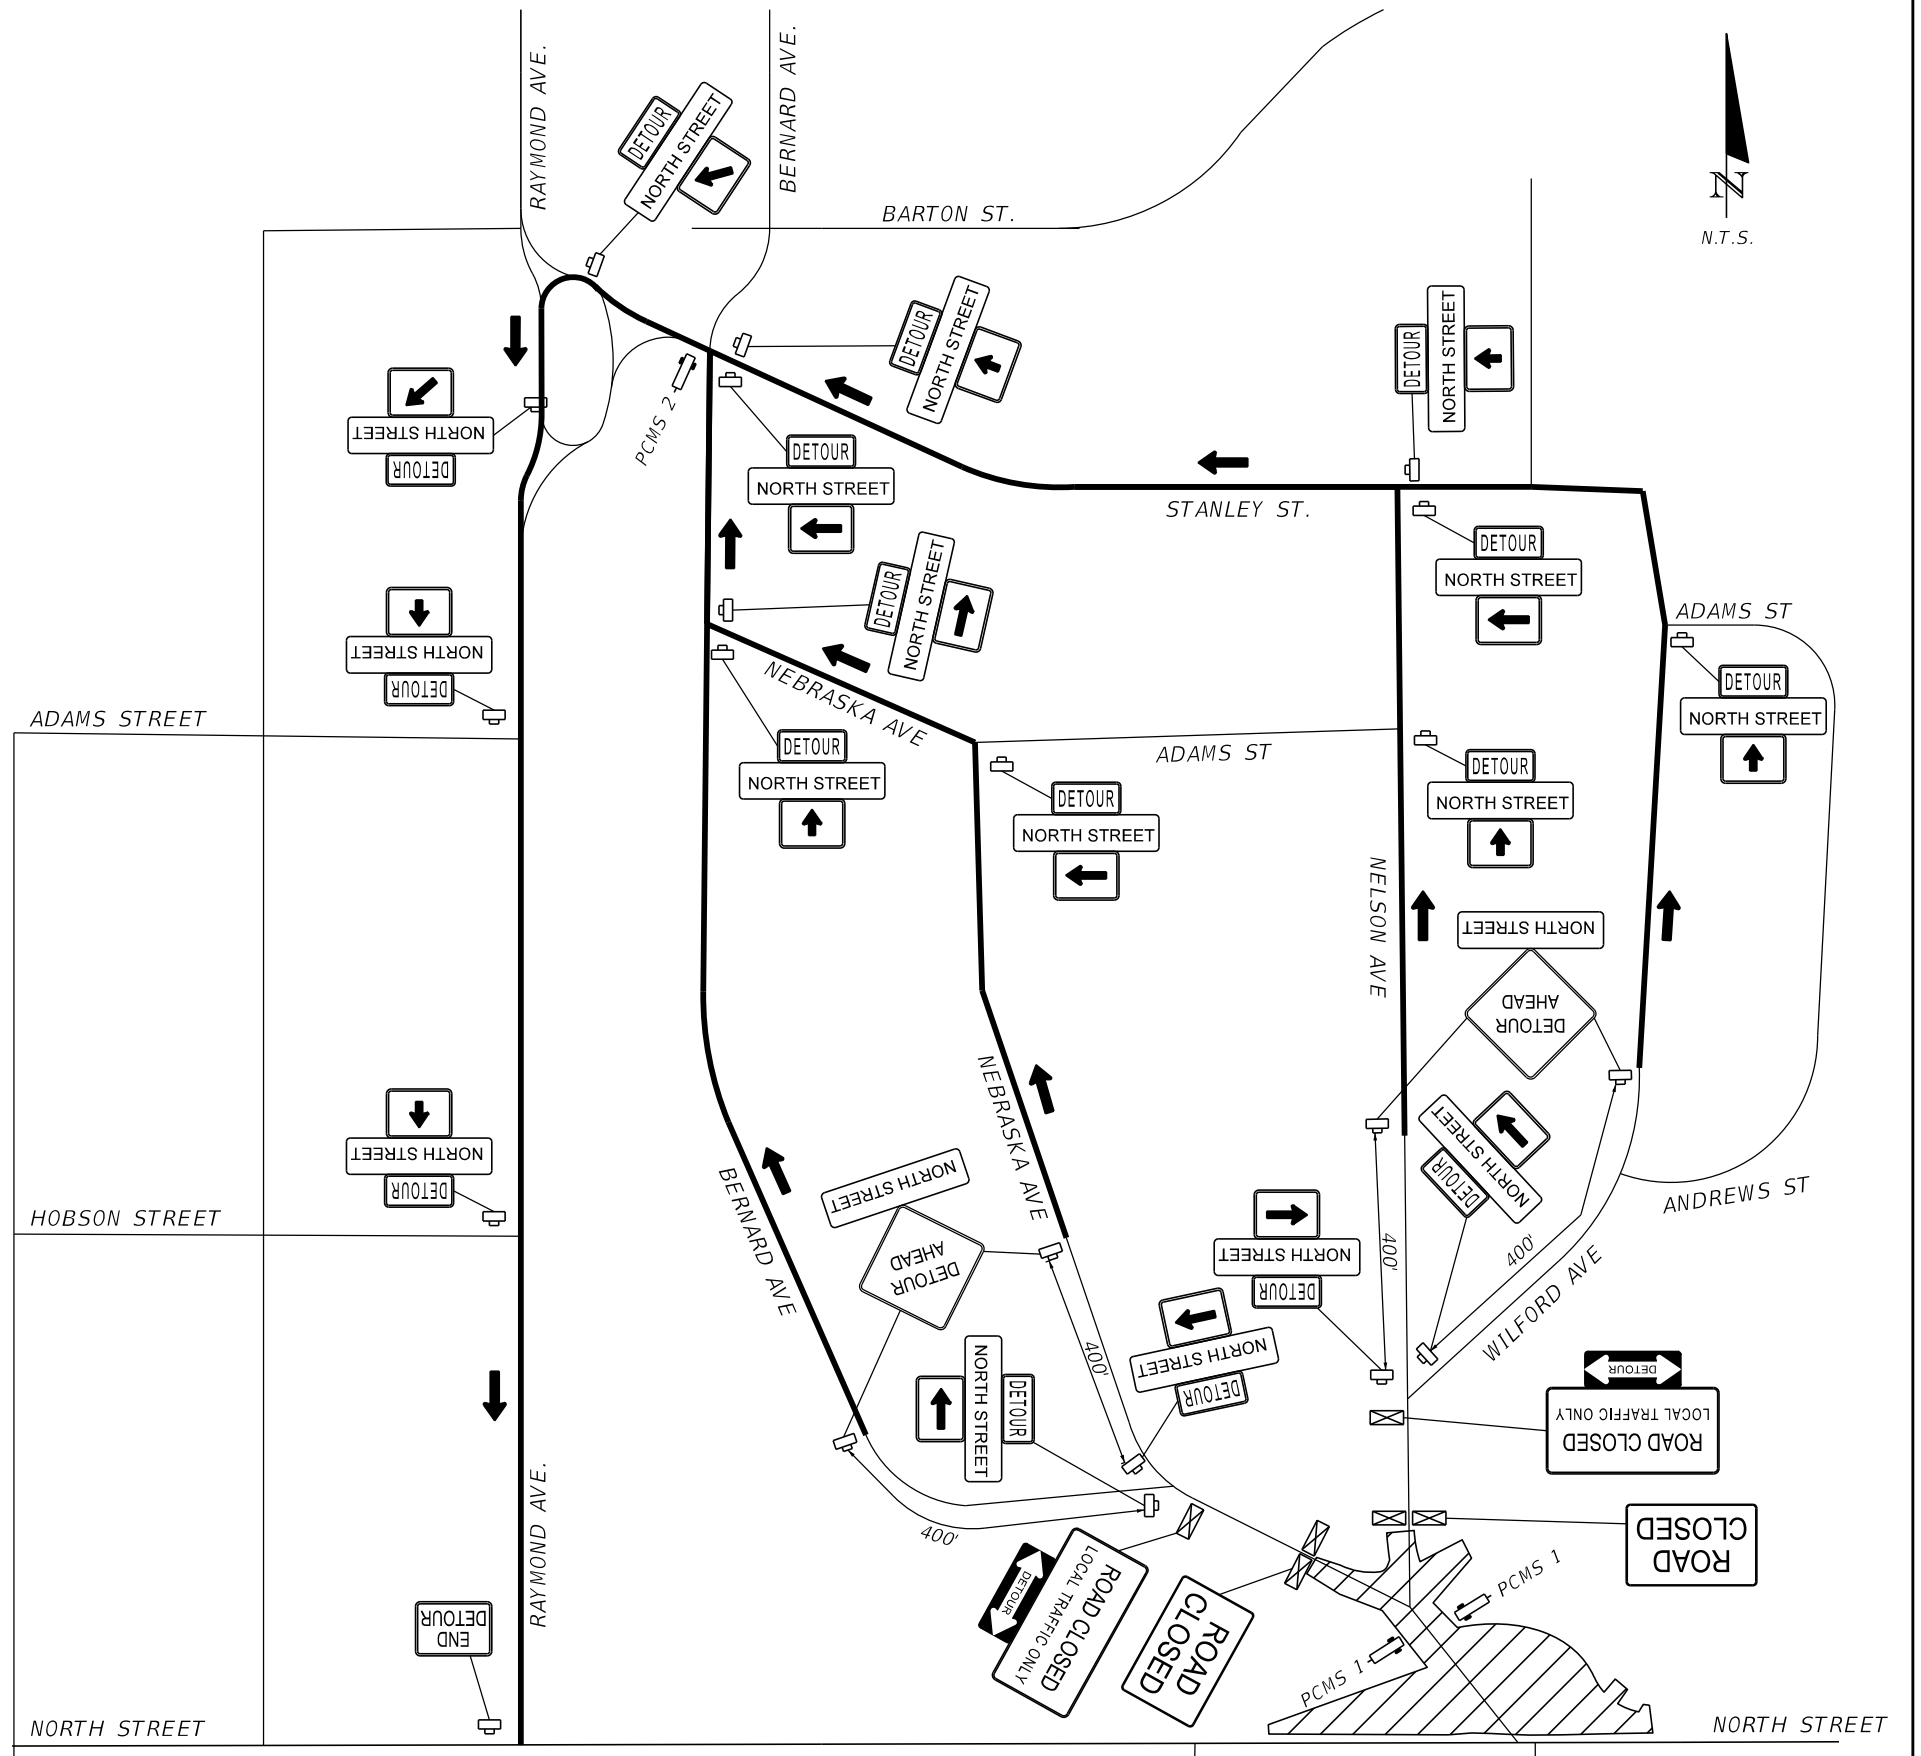 RAYMOND AVE.
BERNARD AVE.
DETOUR
NORTH STREET
BARTON ST.
N
N.T.S.
DETOUR
NORTH STREET
DETOUR
NORTH STREET
NORTH STREET
DETOUR
PCMS 2
DETOUR
NORTH STREET
STANLEY ST.
DETOUR
NORTH STREET
DETOUR
NORTH STREET
ADAMS ST
NORTH STREET
DETOUR
NEBRASKA AVE
DETOUR
NORTH STREET
ADAMS STREET
DETOUR
NORTH STREET
ADAMS ST
DETOUR
NORTH STREET
DETOUR
NORTH STREET
NELSON AVE
NORTH STREET
DETOUR
AHEAD
NORTH STREET
DETOUR
NEBRASKA AVE
NORTH STREET
DETOUR
HOBSON STREET
BERNARD AVE
NORTH STREET
DETOUR
AHEAD
ANDREWS ST
NORTH STREET
DETOUR
400'
400'
WILFORD AVE
400'
NORTH STREET
DETOUR
NORTH STREET
DETOUR
DETOUR
ROAD CLOSED
LOCAL TRAFFIC ONLY
400'
RAYMOND AVE.
ROAD
CLOSED
DETOUR
ROAD CLOSED
LOCAL TRAFFIC ONLY
ROAD
CLOSED
PCMS 1
PCMS 1
END
DETOUR
NORTH STREET
NORTH STREET